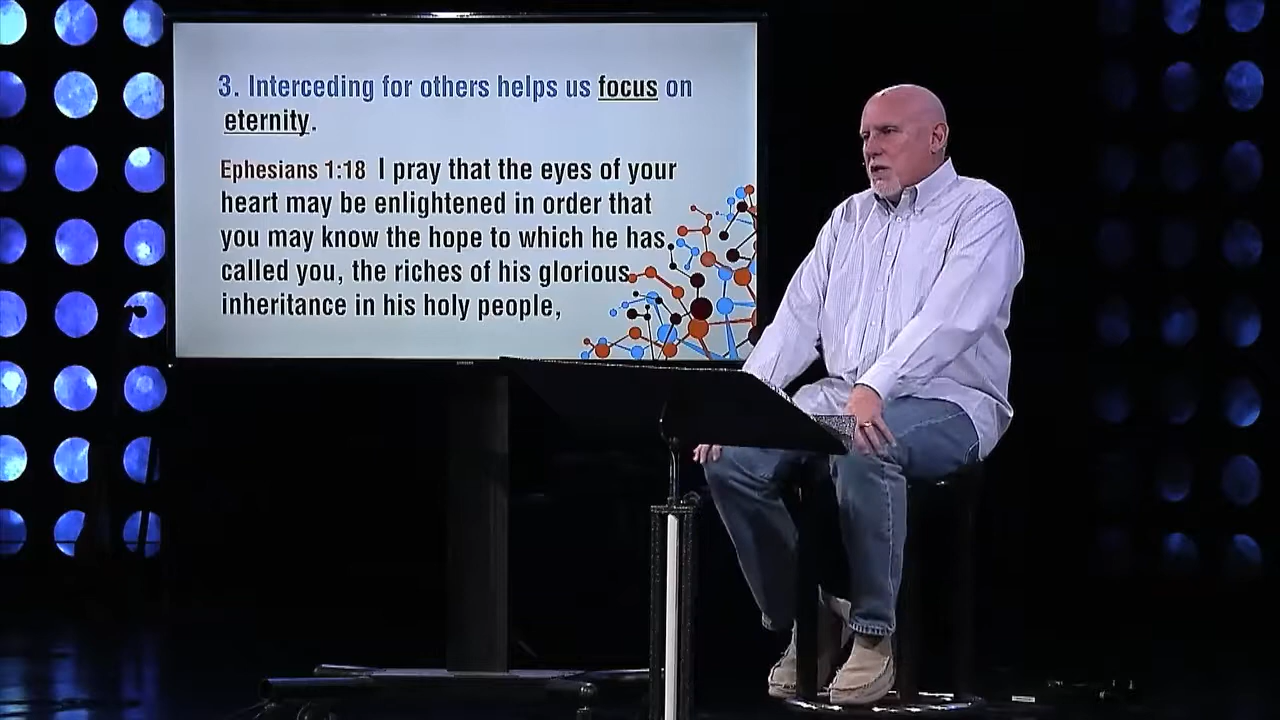 3. Interceding for others helps us focus on
eternity.
Ephesians 1:18 I pray that the eyes of your
heart may be enlightened in order that
you may know the hope to which he has
called you, the riches of his glorious
inheritance in his holy people,